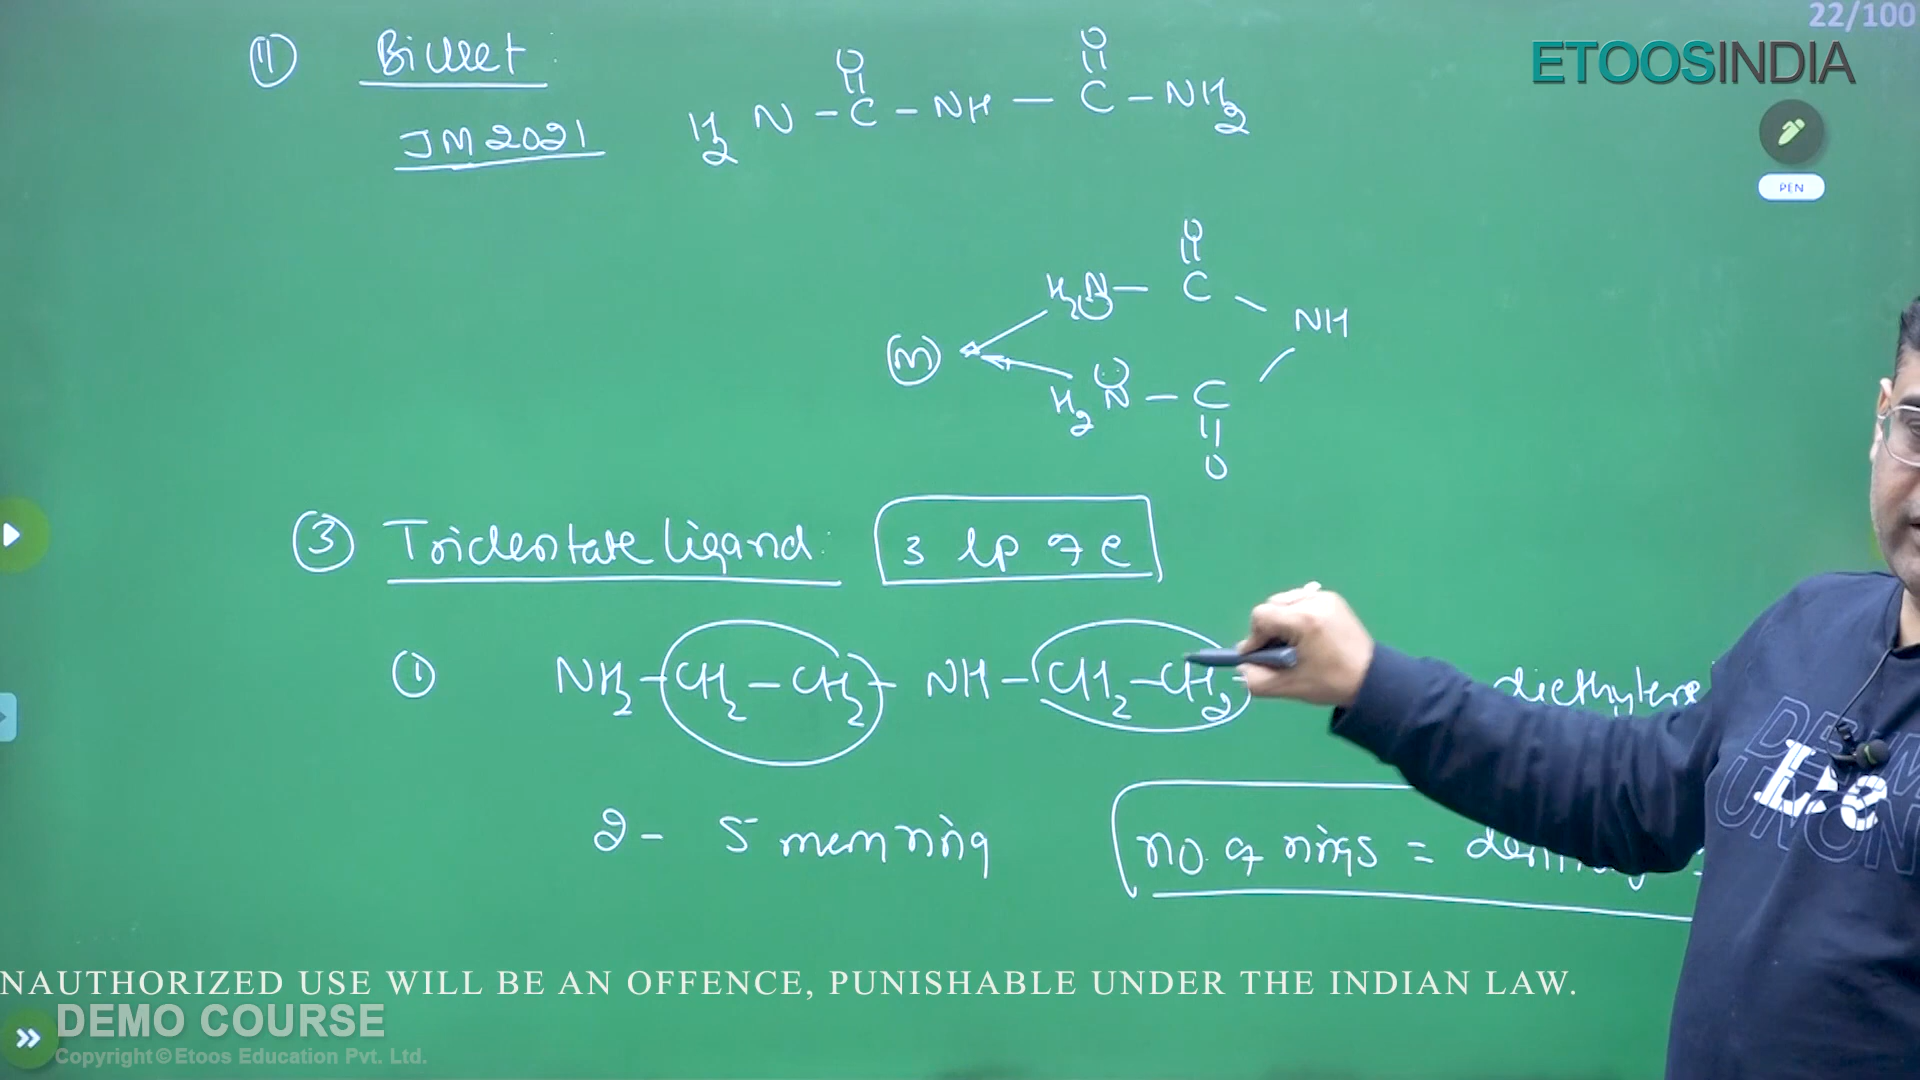 22/100
ETOOSINDIA
PEN
⑪ Biuret
JM 2021
H2N – C – NH – C – NH2
O O
O
H2N – C
NH
M
H2N – C
O
③ Tridentate ligand: 3 lp of e
① NH2 – CH2 – CH2 – NH – CH2 – CH2 diethylene
2 - 5 mem ring
no. of rings =
NAUTHORIZED USE WILL BE AN OFFENCE, PUNISHABLE UNDER THE INDIAN LAW.
DEMO COURSE
Copyright © Etoos Education Pvt. Ltd.